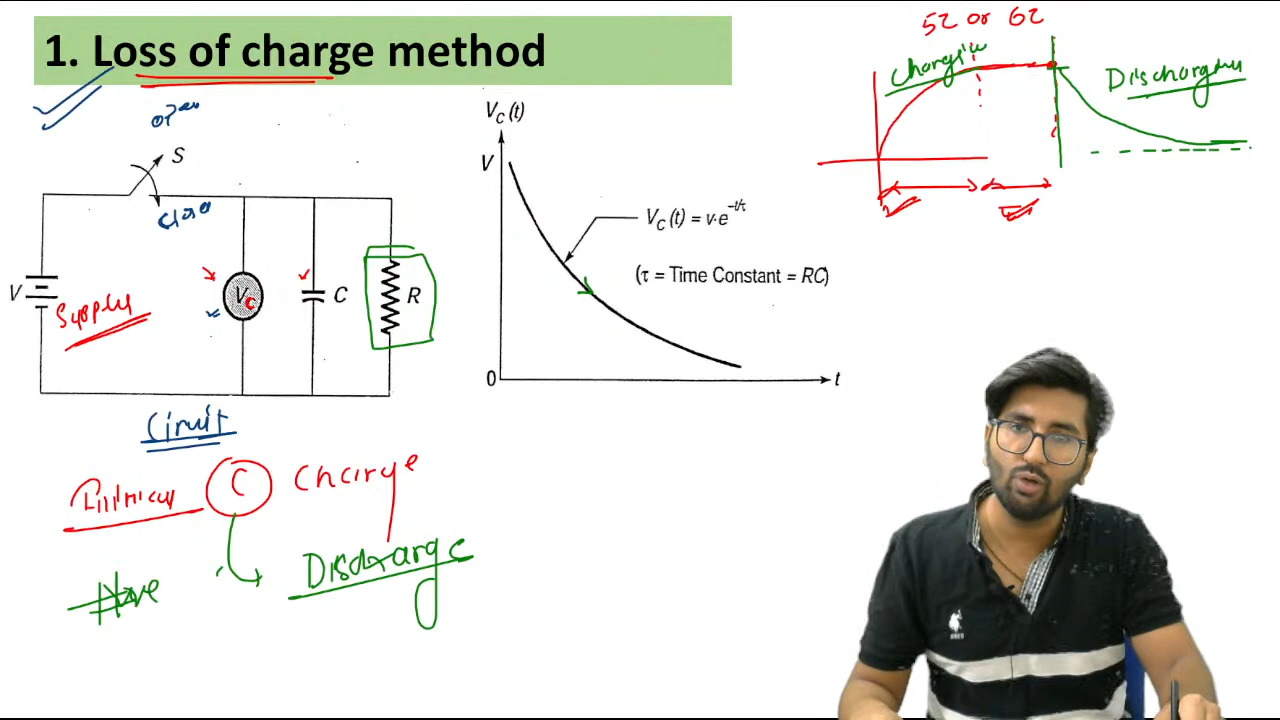 1. Loss of charge method
open
S
Close
V
Supply
Vc
C
R
Circuit
C
Charge
Discharge
Vc(t)
V
Vc(t) = v·e^-t/τ
(τ = Time Constant = RC)
0
t
5τ or 6τ
Charging
Discharging